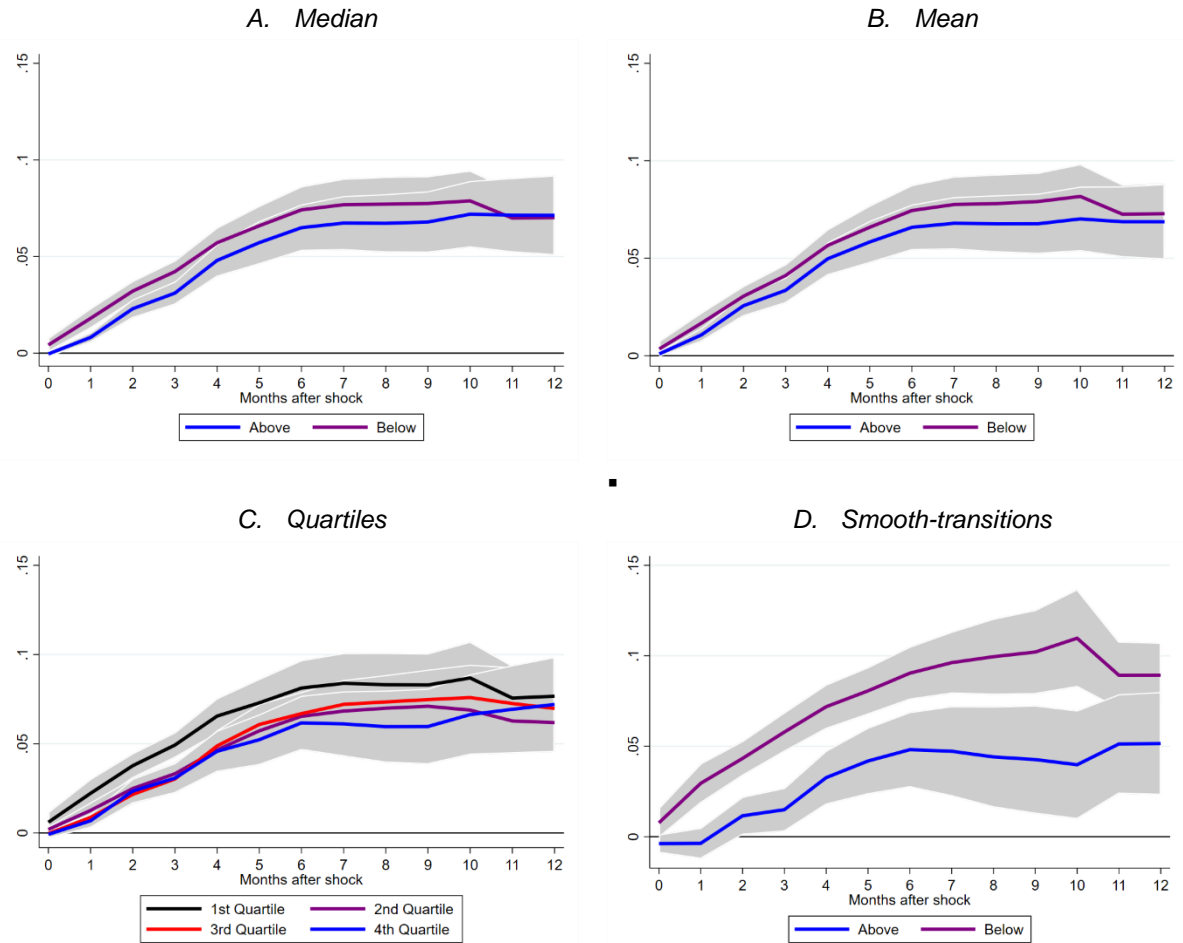 A. Median
.15
.1
.05
0
0 1 2 3 4 5 6 7 8 9 10 11 12
Months after shock
Above Below
B. Mean
.15
.1
.05
0
0 1 2 3 4 5 6 7 8 9 10 11 12
Months after shock
Above Below
C. Quartiles
.15
.1
.05
0
0 1 2 3 4 5 6 7 8 9 10 11 12
Months after shock
1st Quartile 2nd Quartile
3rd Quartile 4th Quartile
D. Smooth-transitions
.15
.1
.05
0
0 1 2 3 4 5 6 7 8 9 10 11 12
Months after shock
Above Below